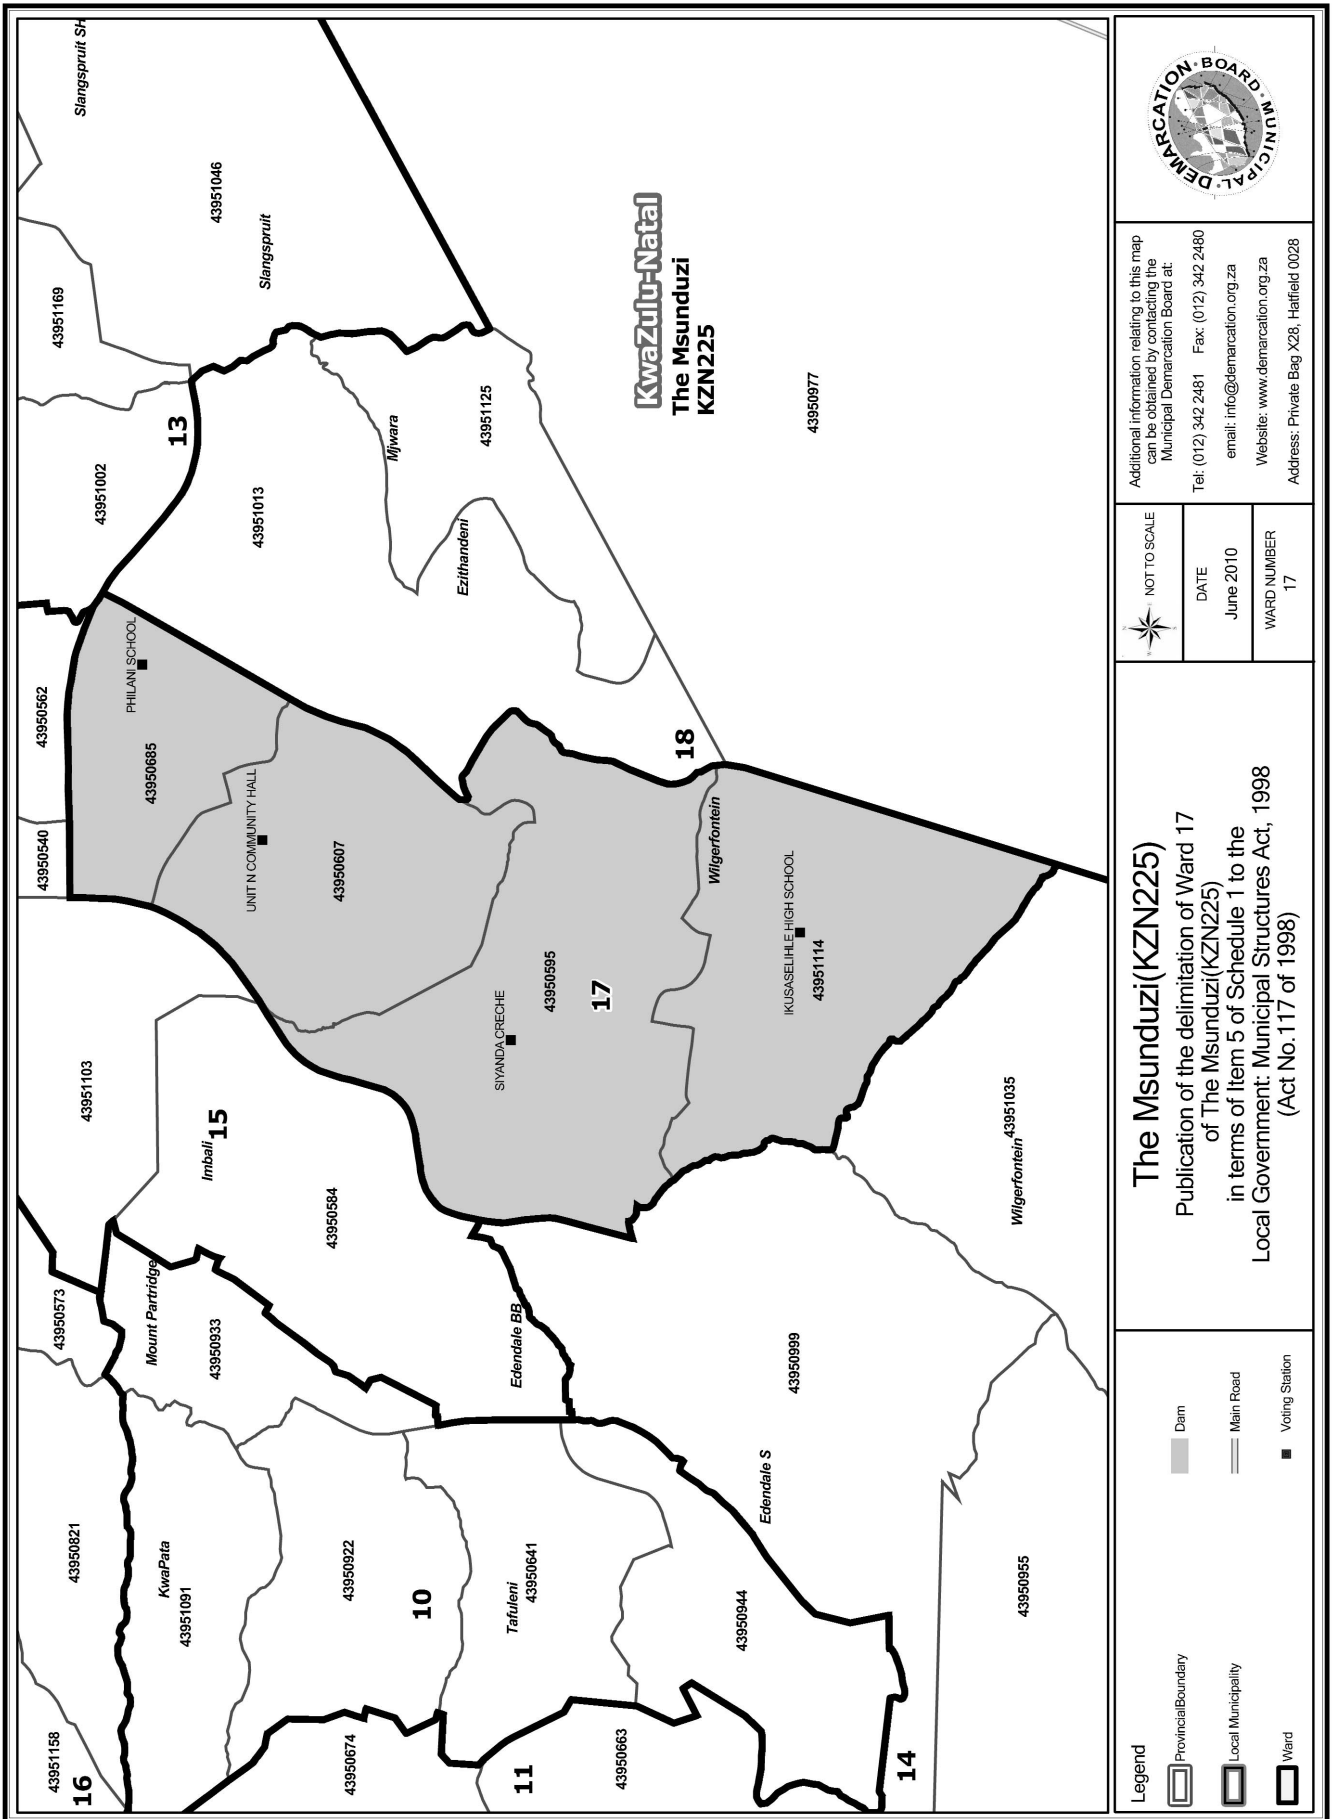 Slangspruit SH
43951169
43951046
Slangspruit
43951002
13
43951013
Mjwara
43951125
Ezithandeni
KwaZulu-Natal
The Msunduzi
KZN225
43950977
43950562
43950540
PHILANI SCHOOL
43950685
UNIT N COMMUNITY HALL
43950607
18
Wilgerfontein
SIYANDA CRECHE
43950595
17
IKUSASELIHLE HIGH SCHOOL
43951114
43951103
Imbali
15
43950584
43951035
Wilgerfontein
43950573
Mount Partridge
43950933
Edendale BB
43950999
43950821
KwaPata
43951091
43950922
10
Tafuleni
43950641
Edendale S
43950944
43950955
43951158
16
43950674
11
43950663
14
Legend
ProvincialBoundary
Local Municipality
Ward
Dam
Main Road
Voting Station
The Msunduzi(KZN225)
Publication of the delimitation of Ward 17
of The Msunduzi(KZN225)
in terms of Item 5 of Schedule 1 to the
Local Government: Municipal Structures Act, 1998
(Act No.117 of 1998)
NOT TO SCALE
DATE
June 2010
WARD NUMBER
17
Additional information relating to this map
can be obtained by contacting the
Municipal Demarcation Board at:
Tel: (012) 342 2481 Fax: (012) 342 2480
email: info@demarcation.org.za
Website: www.demarcation.org.za
Address: Private Bag X28, Hatfield 0028
MUNICIPAL • DEMARCATION • BOARD •